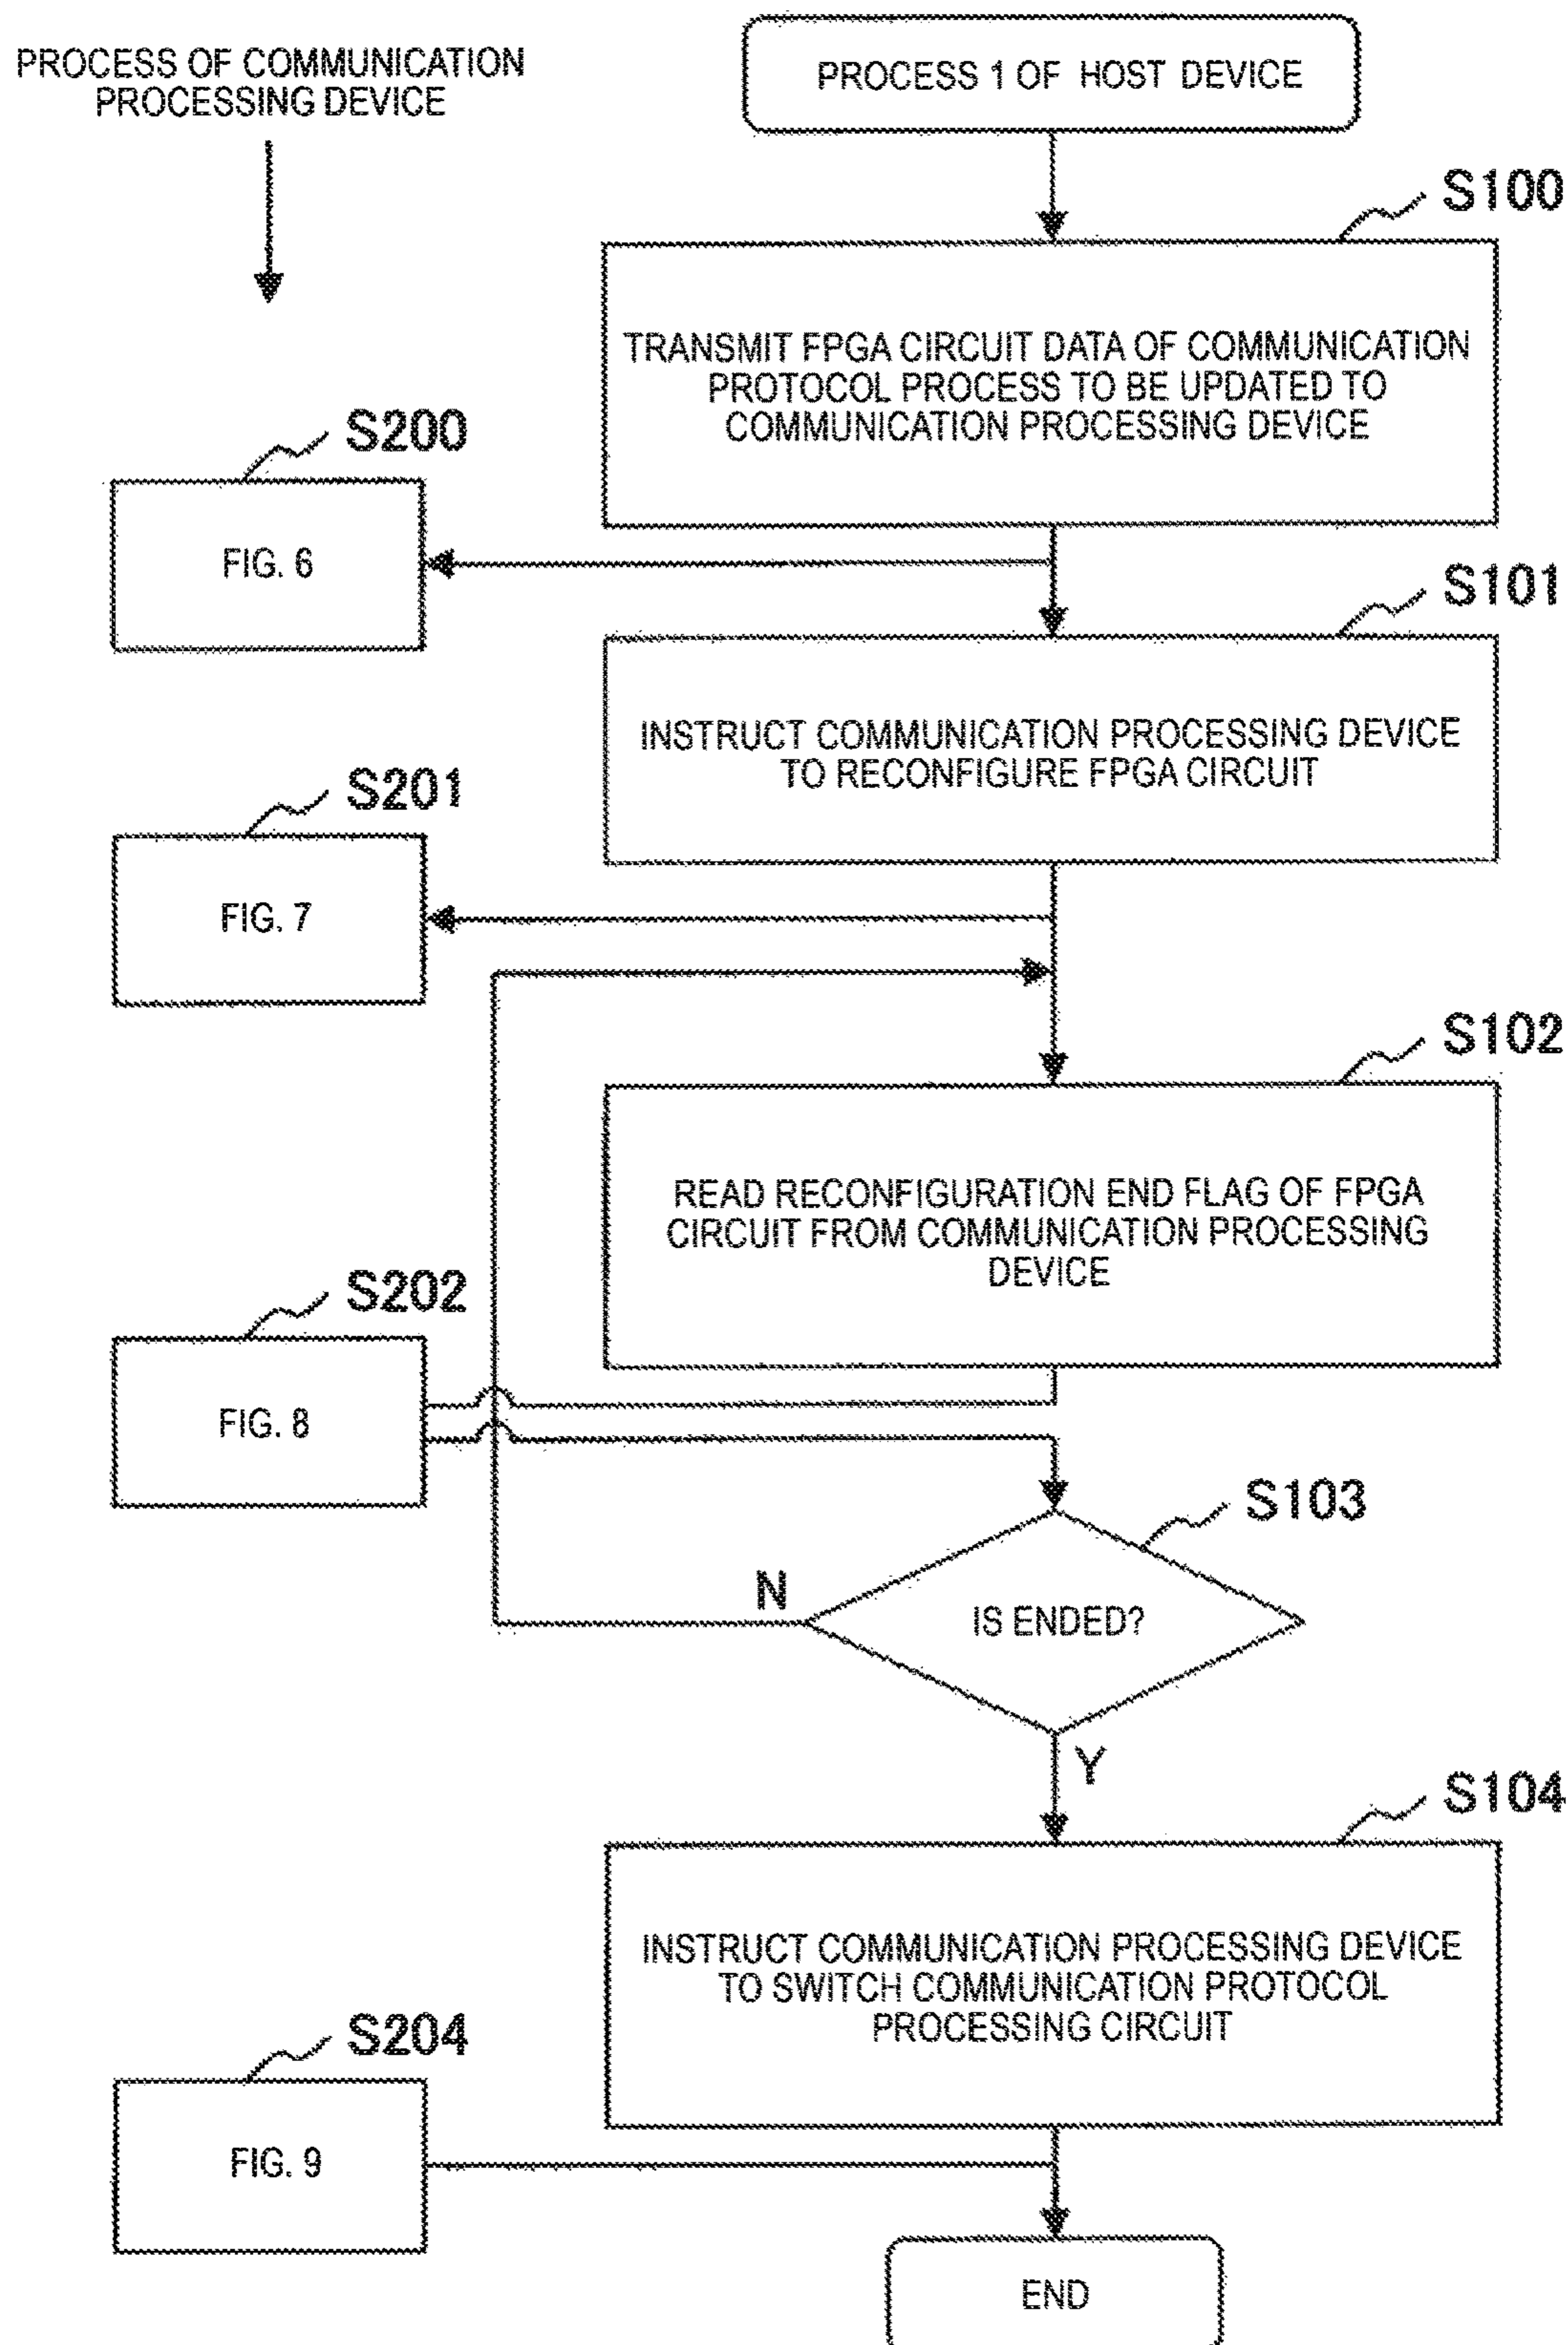 PROCESS OF COMMUNICATION
PROCESSING DEVICE
PROCESS 1 OF HOST DEVICE
S100
TRANSMIT FPGA CIRCUIT DATA OF COMMUNICATION
PROTOCOL PROCESS TO BE UPDATED TO
COMMUNICATION PROCESSING DEVICE
S200
FIG. 6
S101
INSTRUCT COMMUNICATION PROCESSING DEVICE
TO RECONFIGURE FPGA CIRCUIT
S201
FIG. 7
S102
READ RECONFIGURATION END FLAG OF FPGA
CIRCUIT FROM COMMUNICATION PROCESSING
DEVICE
S202
FIG. 8
S103
N
IS ENDED?
Y
S104
INSTRUCT COMMUNICATION PROCESSING DEVICE
TO SWITCH COMMUNICATION PROTOCOL
PROCESSING CIRCUIT
S204
FIG. 9
END